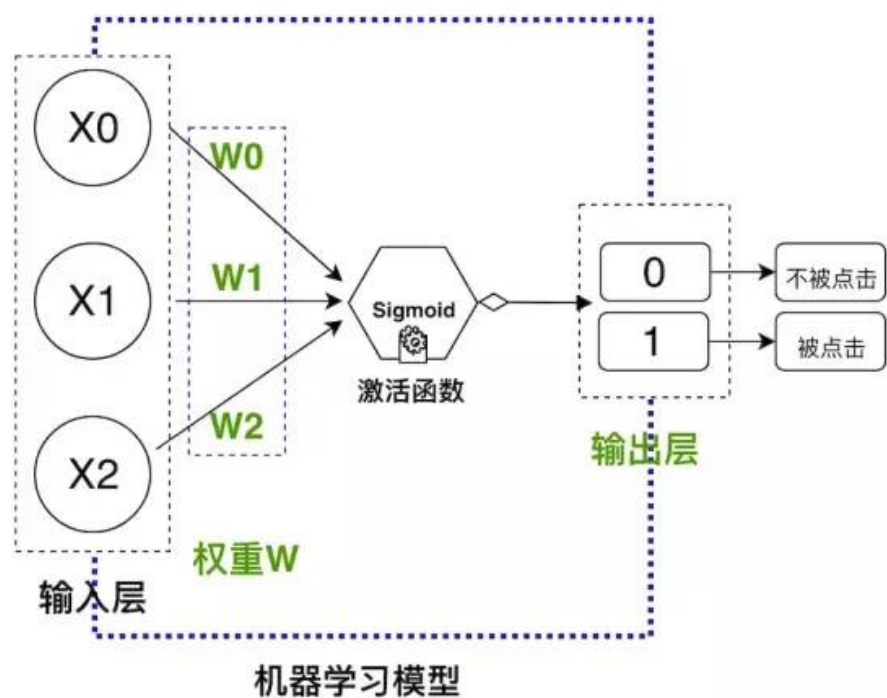 X0
W0
X1
W1
Sigmoid
激活函数
0
不被点击
1
被点击
X2
W2
输出层
权重W
输入层
机器学习模型